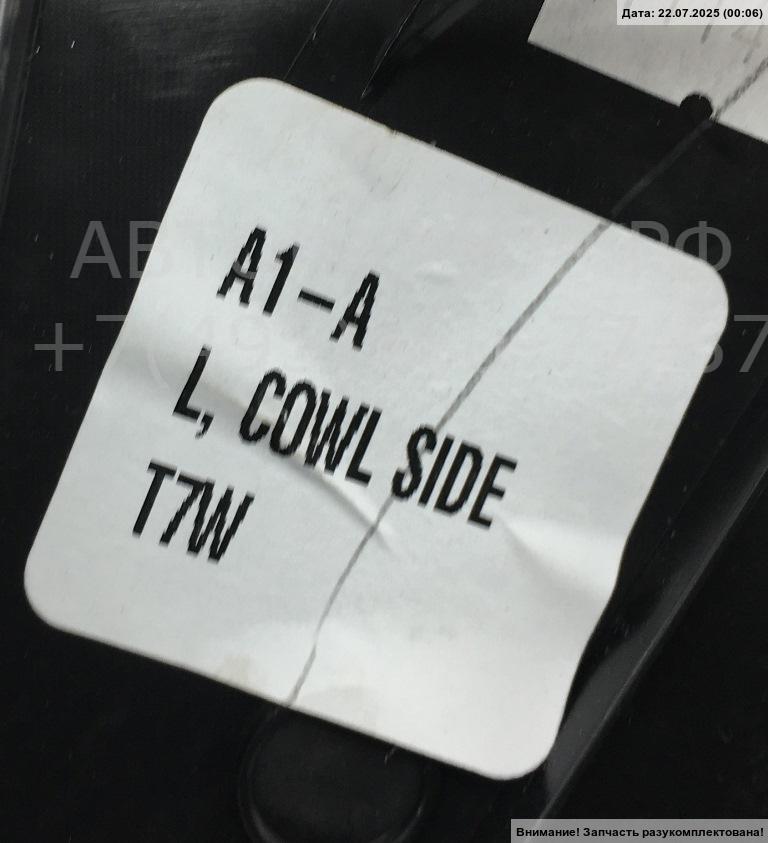 Дата: 22.07.2025 (00:06)
A1-A
L, COWL SIDE
T7W
Внимание! Запчасть разукомплектована!